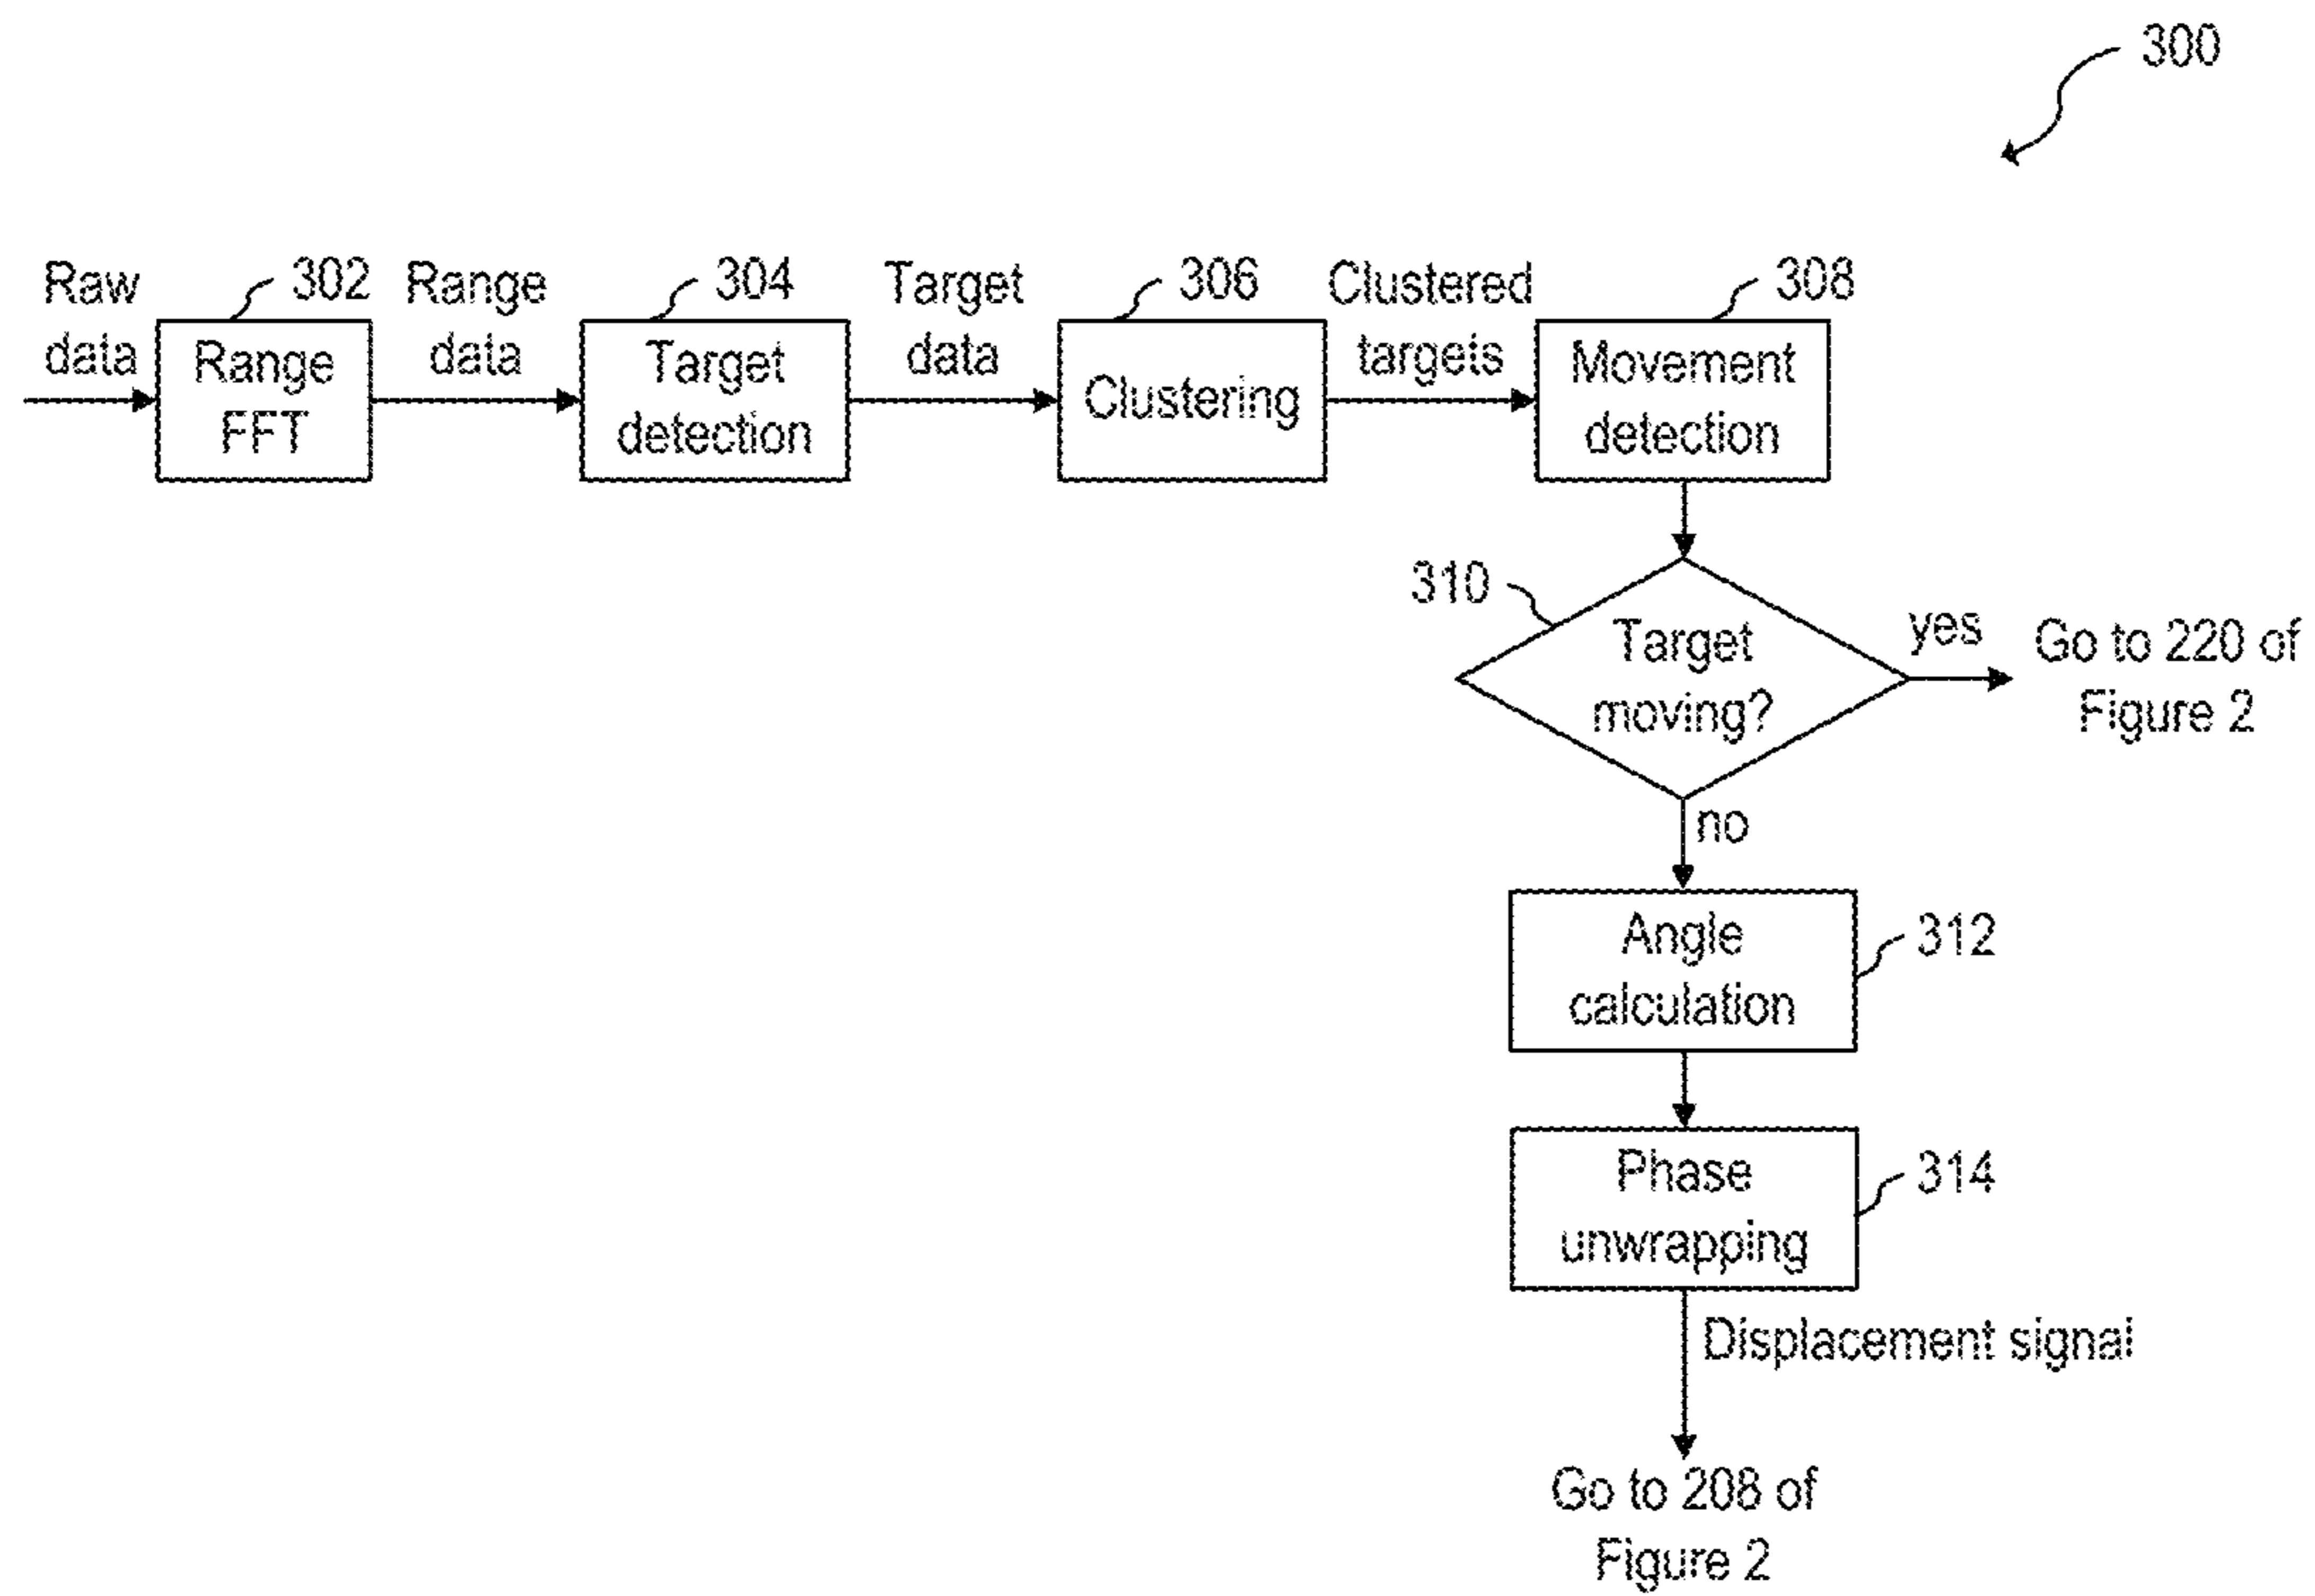 300
Raw
data
302
Range
FFT
Range
data
304
Target
detection
Target
data
306
Clustering
Clustered
targets
308
Movement
detection
310
Target
moving?
yes
Go to 220 of
Figure 2
no
Angle
calculation
312
Phase
unwrapping
314
Displacement signal
Go to 208 of
Figure 2